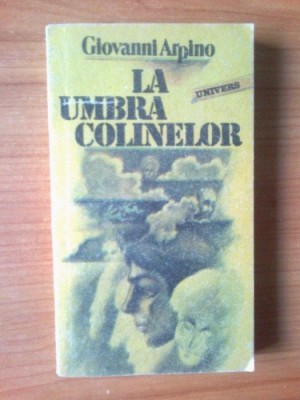 Giovanni Arpino
LA
UNIVERS
UMBRA
COLINELOR